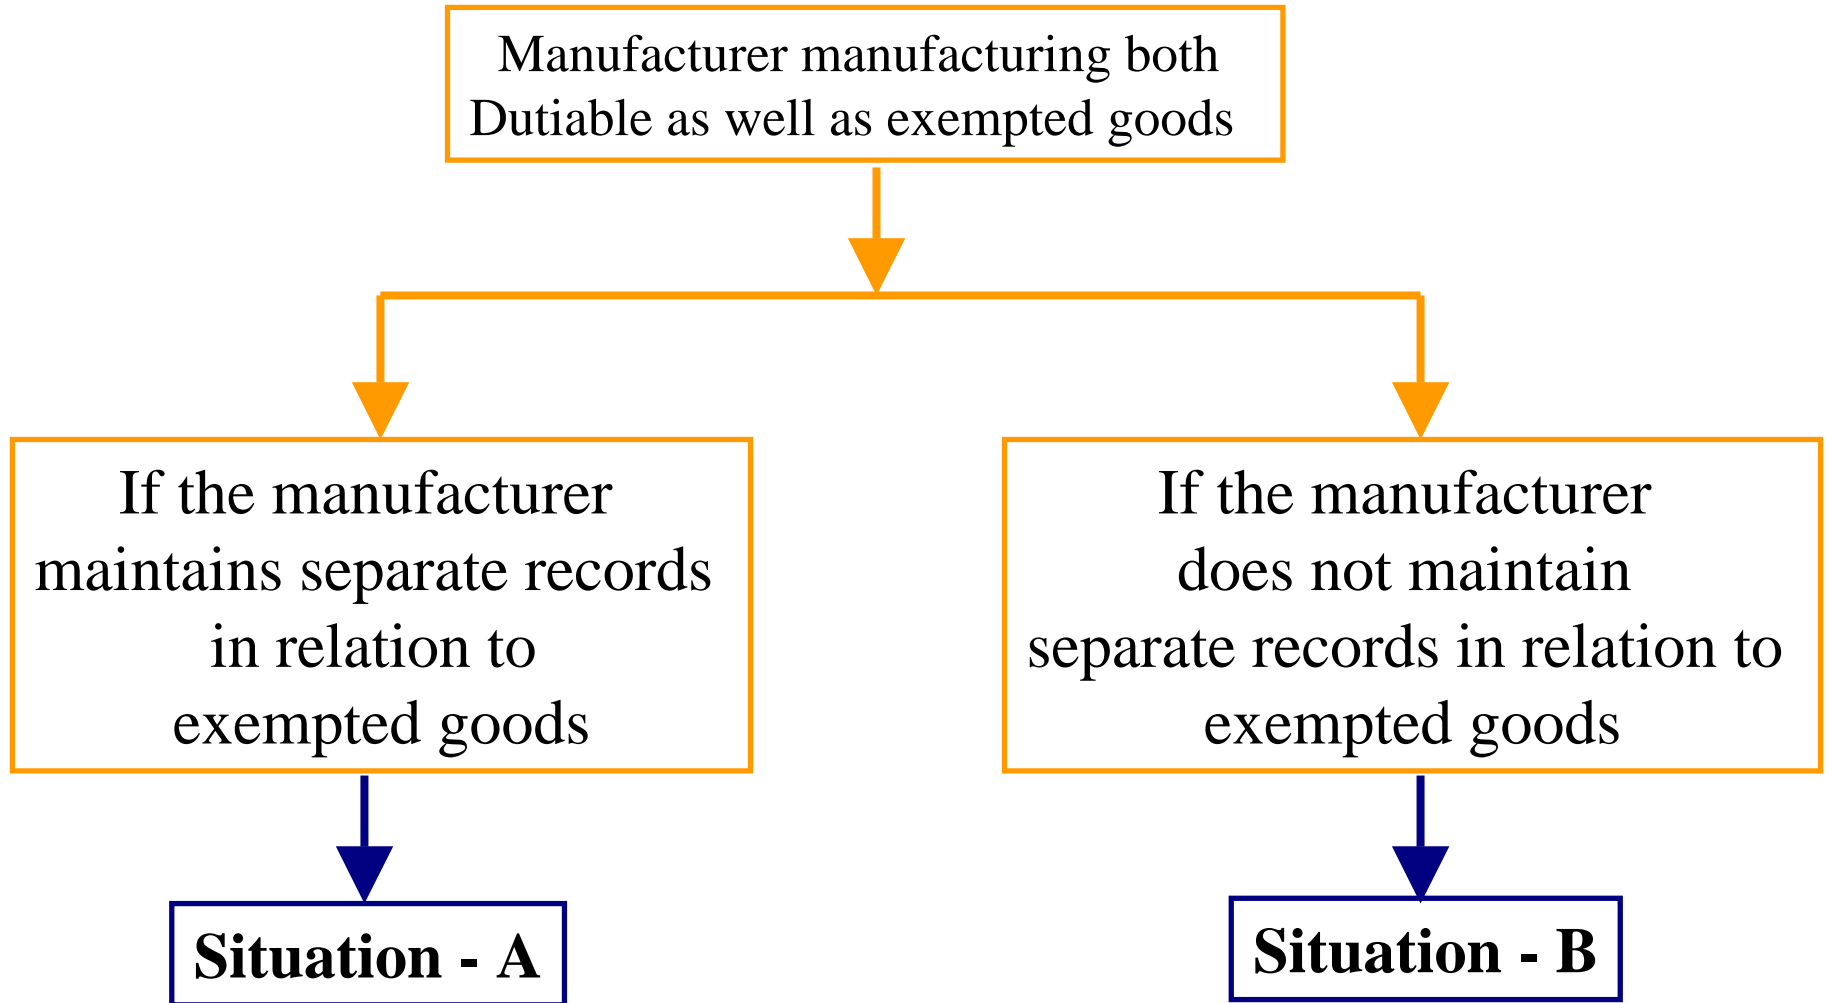 Manufacturer manufacturing both
Dutiable as well as exempted goods
If the manufacturer
maintains separate records
in relation to
exempted goods
If the manufacturer
does not maintain
separate records in relation to
exempted goods
Situation - A
Situation - B